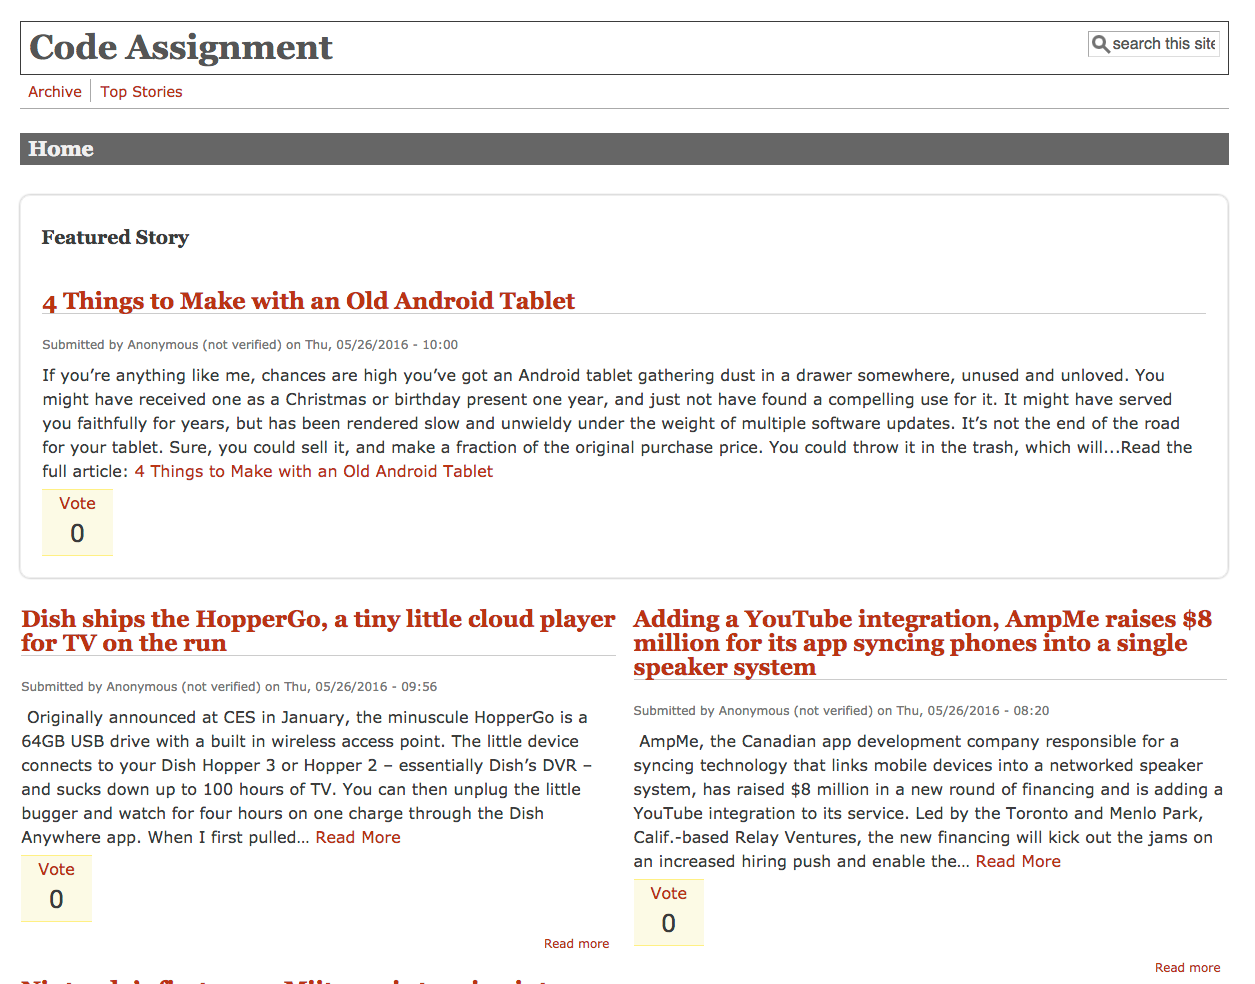 Code Assignment
search this site
Archive
Top Stories
Home
Featured Story
4 Things to Make with an Old Android Tablet
Submitted by Anonymous (not verified) on Thu, 05/26/2016 - 10:00
If you’re anything like me, chances are high you’ve got an Android tablet gathering dust in a drawer somewhere, unused and unloved. You
might have received one as a Christmas or birthday present one year, and just not have found a compelling use for it. It might have served
you faithfully for years, but has been rendered slow and unwieldy under the weight of multiple software updates. It’s not the end of the road
for your tablet. Sure, you could sell it, and make a fraction of the original purchase price. You could throw it in the trash, which will...Read the
full article: 4 Things to Make with an Old Android Tablet
Vote
0
Dish ships the HopperGo, a tiny little cloud player
for TV on the run
Submitted by Anonymous (not verified) on Thu, 05/26/2016 - 09:56
Originally announced at CES in January, the minuscule HopperGo is a
64GB USB drive with a built in wireless access point. The little device
connects to your Dish Hopper 3 or Hopper 2 – essentially Dish’s DVR –
and sucks down up to 100 hours of TV. You can then unplug the little
bugger and watch for four hours on one charge through the Dish
Anywhere app. When I first pulled… Read More
Vote
0
Read more
Adding a YouTube integration, AmpMe raises $8
million for its app syncing phones into a single
speaker system
Submitted by Anonymous (not verified) on Thu, 05/26/2016 - 08:20
AmpMe, the Canadian app development company responsible for a
syncing technology that links mobile devices into a networked speaker
system, has raised $8 million in a new round of financing and is adding a
YouTube integration to its service. Led by the Toronto and Menlo Park,
Calif.-based Relay Ventures, the new financing will kick out the jams on
an increased hiring push and enable the… Read More
Vote
0
Read more